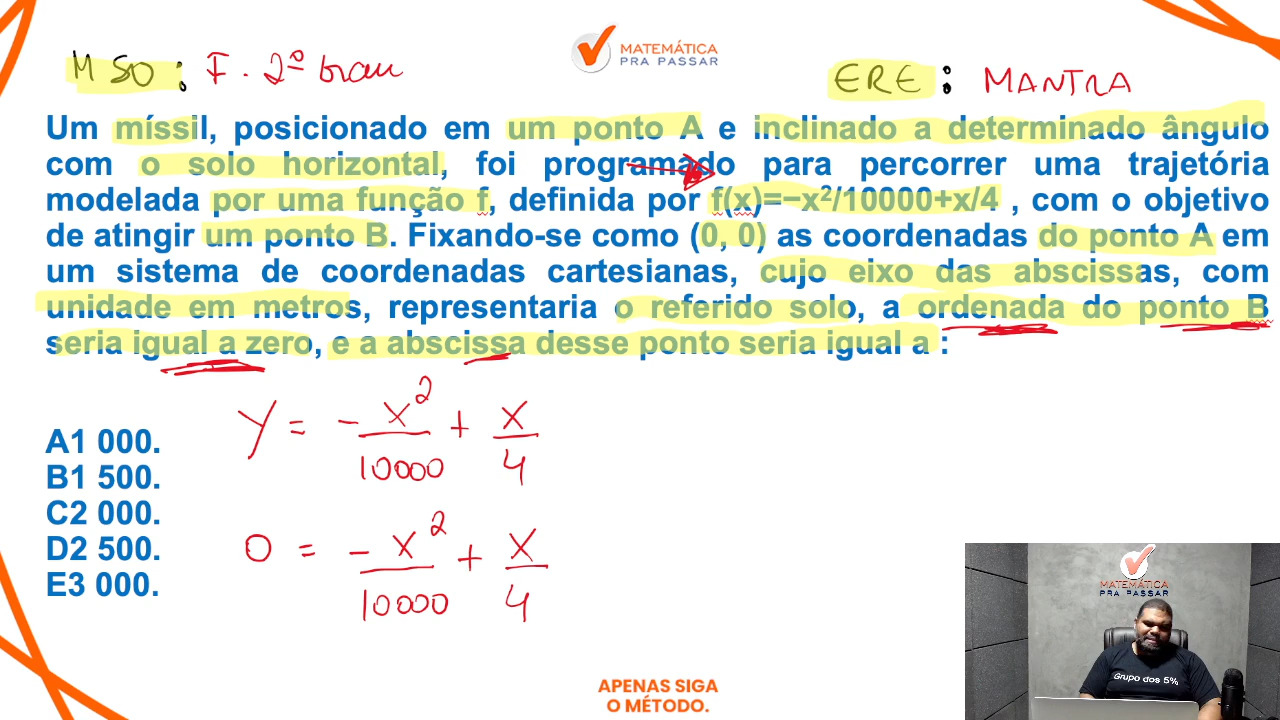 MATEMÁTICA
PRA PASSAR
M SO : F. 2º Grau
ERE : MANTRA
Um míssil, posicionado em um ponto A e inclinado a determinado ângulo
com o solo horizontal, foi programado para percorrer uma trajetória
modelada por uma função f, definida por f(x)=−x²/10000+x/4 , com o objetivo
de atingir um ponto B. Fixando-se como (0, 0) as coordenadas do ponto A em
um sistema de coordenadas cartesianas, cujo eixo das abscissas, com
unidade em metros, representaria o referido solo, a ordenada do ponto B
seria igual a zero, e a abscissa desse ponto seria igual a :
A1 000.
B1 500.
C2 000.
D2 500.
E3 000.
y = - x²/10000 + x/4
0 = - x²/10000 + x/4
MATEMÁTICA
PRA PASSAR
Grupo dos 5%
APENAS SIGA
O MÉTODO.